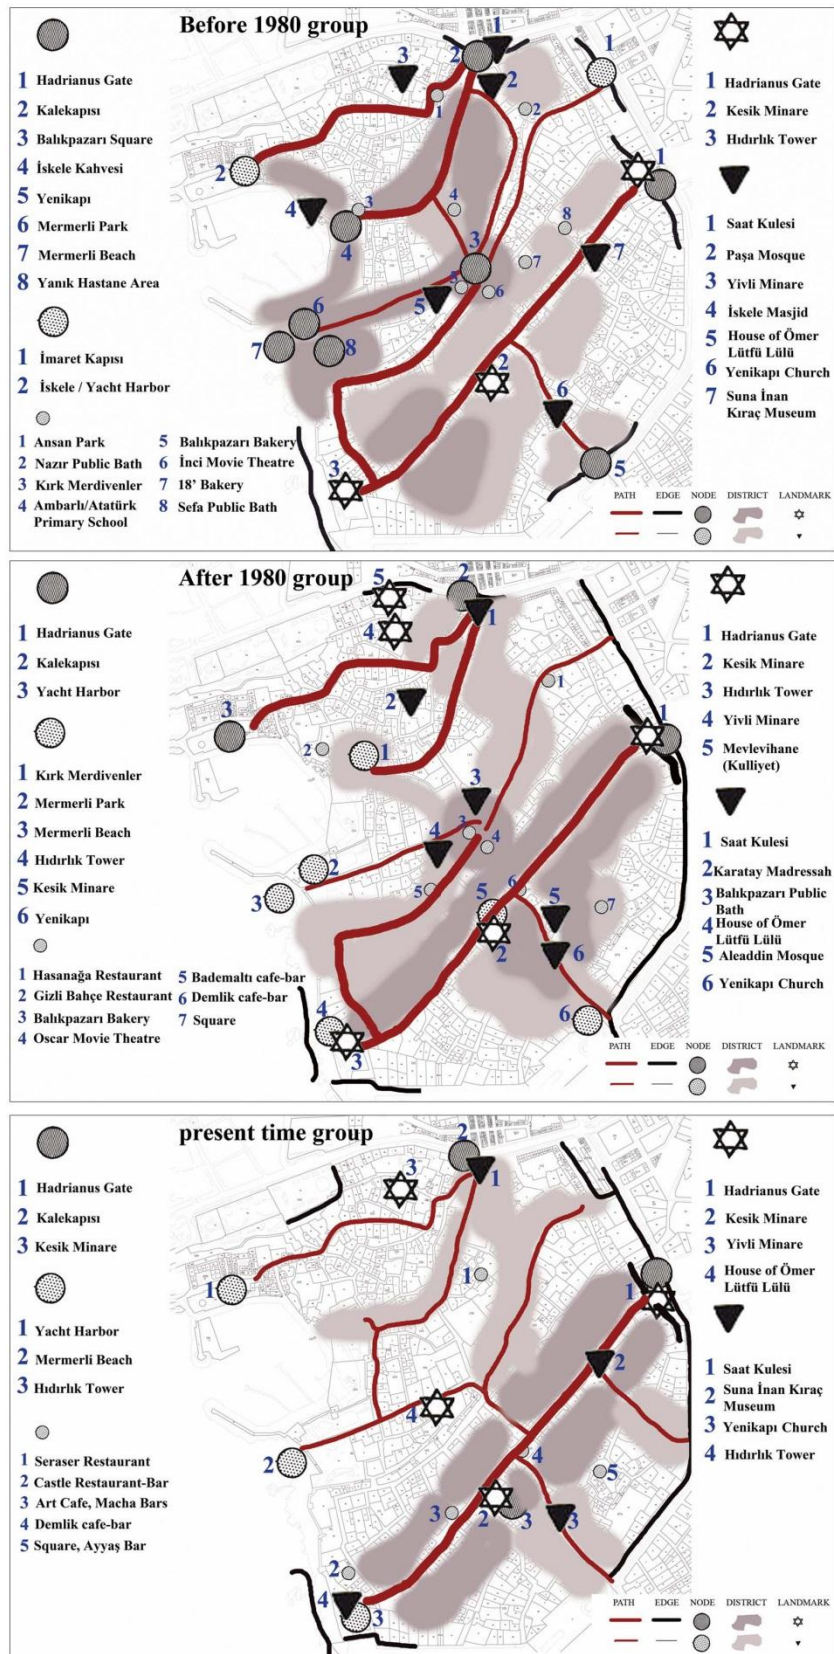 Before 1980 group
1 Hadrianus Gate
2 Kalekapısı
3 Balıkpazarı Square
4 İskele Kahvesi
5 Yenikapı
6 Mermerli Park
7 Mermerli Beach
8 Yanık Hastane Area
1 İmaret Kapısı
2 İskele / Yacht Harbor
1 Ansan Park
2 Nazır Public Bath
3 Kırk Merdivenler
4 Ambarlı/Atatürk
Primary School
5 Balıkpazarı Bakery
6 İnci Movie Theatre
7 18' Bakery
8 Sefa Public Bath
1 Hadrianus Gate
2 Kesik Minare
3 Hıdırlık Tower
1 Saat Kulesi
2 Paşa Mosque
3 Yivli Minare
4 İskele Masjid
5 House of Ömer
Lütfü Lülü
6 Yenikapı Church
7 Suna İnan
Kıraç Museum
PATH EDGE NODE DISTRICT LANDMARK
After 1980 group
1 Hadrianus Gate
2 Kalekapısı
3 Yacht Harbor
1 Kırk Merdivenler
2 Mermerli Park
3 Mermerli Beach
4 Hıdırlık Tower
5 Kesik Minare
6 Yenikapı
1 Hasanağa Restaurant
2 Gizli Bahçe Restaurant
3 Balıkpazarı Bakery
4 Oscar Movie Theatre
5 Bademaltı cafe-bar
6 Demlik cafe-bar
7 Square
1 Hadrianus Gate
2 Kesik Minare
3 Hıdırlık Tower
4 Yivli Minare
5 Mevlevihane
(Kulliyet)
1 Saat Kulesi
2 Karatay Madressah
3 Balıkpazarı Public
Bath
4 House of Ömer
Lütfü Lülü
5 Aleaddin Mosque
6 Yenikapı Church
PATH EDGE NODE DISTRICT LANDMARK
present time group
1 Hadrianus Gate
2 Kalekapısı
3 Kesik Minare
1 Yacht Harbor
2 Mermerli Beach
3 Hıdırlık Tower
1 Seraser Restaurant
2 Castle Restaurant-Bar
3 Art Cafe, Macha Bars
4 Demlik cafe-bar
5 Square, Ayyaş Bar
1 Hadrianus Gate
2 Kesik Minare
3 Yivli Minare
4 House of Ömer
Lütfü Lülü
1 Saat Kulesi
2 Suna İnan Kıraç
Museum
3 Yenikapı Church
4 Hıdırlık Tower
PATH EDGE NODE DISTRICT LANDMARK